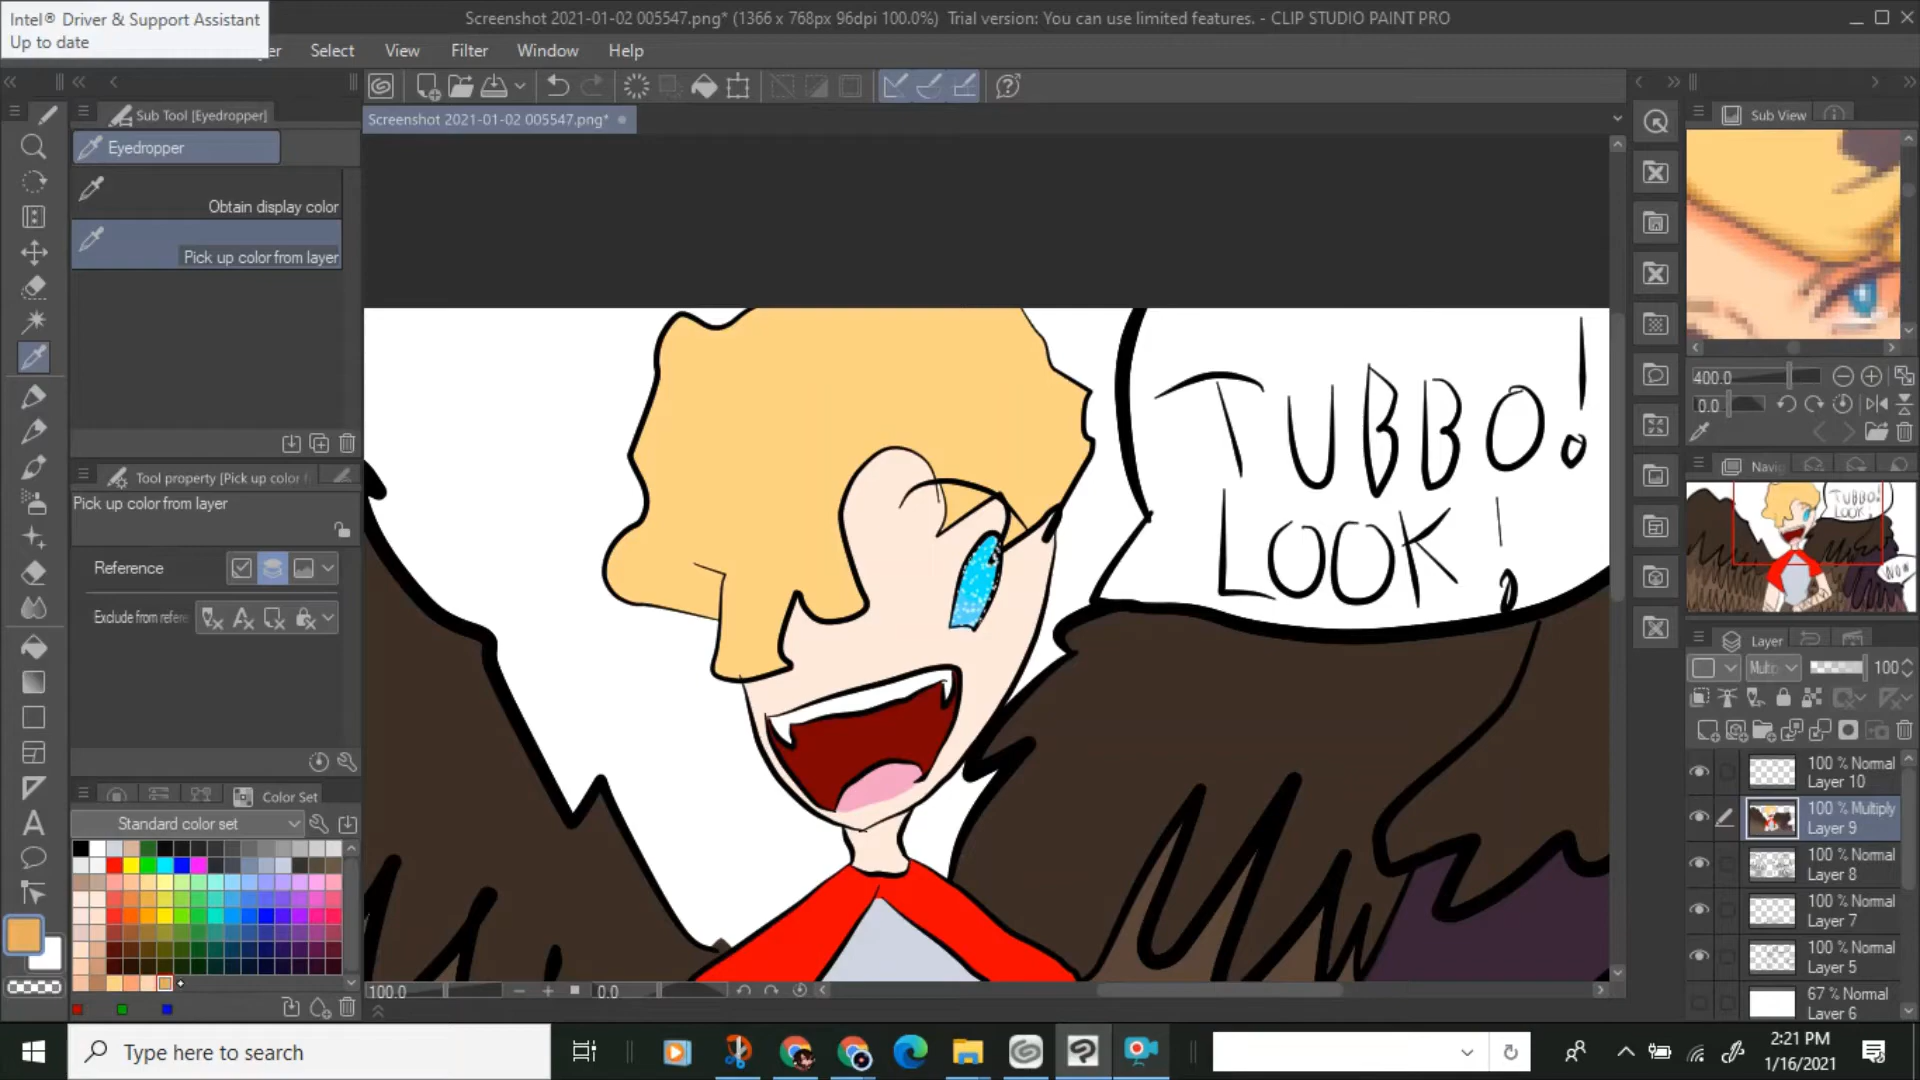 Intel® Driver & Support Assistant
Up to date
Screenshot 2021-01-02 005547.png* (1366 x 768px 96dpi 100.0%) Trial version: You can use limited features. - CLIP STUDIO PAINT PRO
Select View Filter Window Help
Sub Tool [Eyedropper]
Screenshot 2021-01-02 005547.png*
Sub View
Eyedropper
Obtain display color
Pick up color from layer
400.0
0.0
TUBBO!
LOOK!
Tool property [Pick up color f
Navi
Pick up color from layer
TUBBO!
LOOK!
Reference
Exclude from refere
WOW
Layer
Multi 100
100 % Normal
Layer 10
100 % Multiply
Layer 9
Color Set
Standard color set
100 % Normal
Layer 8
100 % Normal
Layer 7
100 % Normal
Layer 5
67 % Normal
Layer 6
100.0 0.0
Type here to search
2:21 PM
1/16/2021